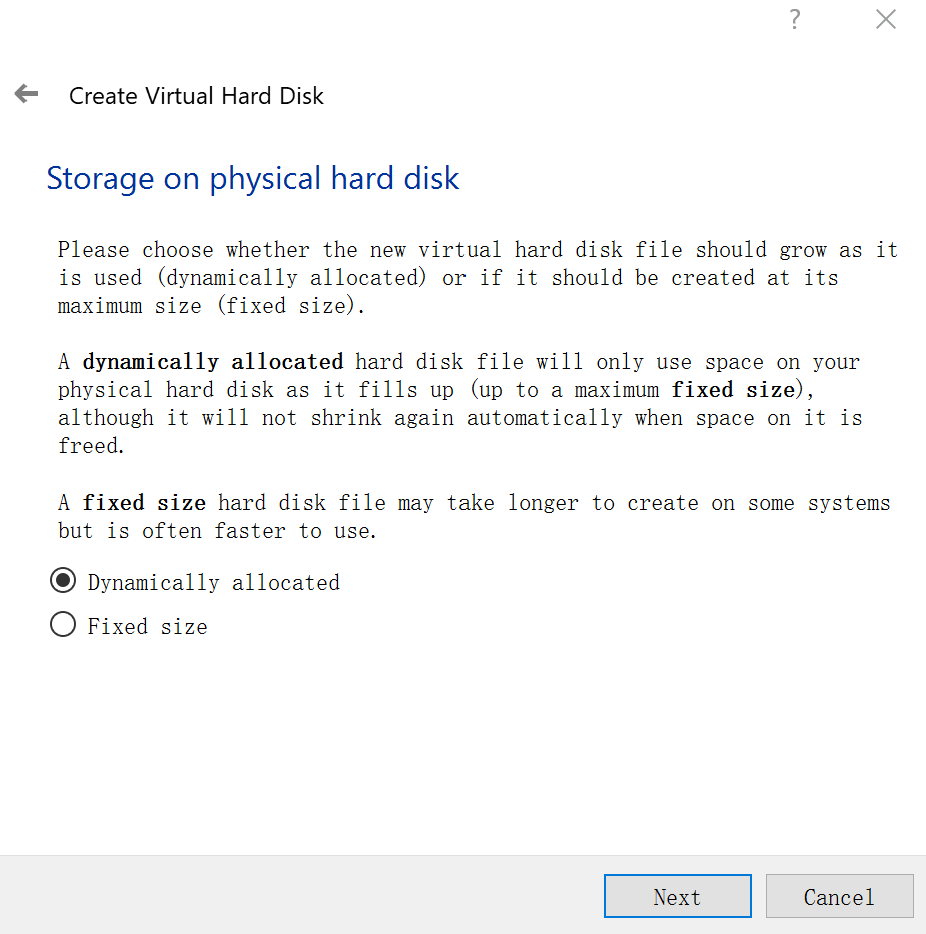 ?
Create Virtual Hard Disk
Storage on physical hard disk
Please choose whether the new virtual hard disk file should grow as it
is used (dynamically allocated) or if it should be created at its
maximum size (fixed size).
A dynamically allocated hard disk file will only use space on your
physical hard disk as it fills up (up to a maximum fixed size),
although it will not shrink again automatically when space on it is
freed.
A fixed size hard disk file may take longer to create on some systems
but is often faster to use.
Dynamically allocated
Fixed size
Next Cancel